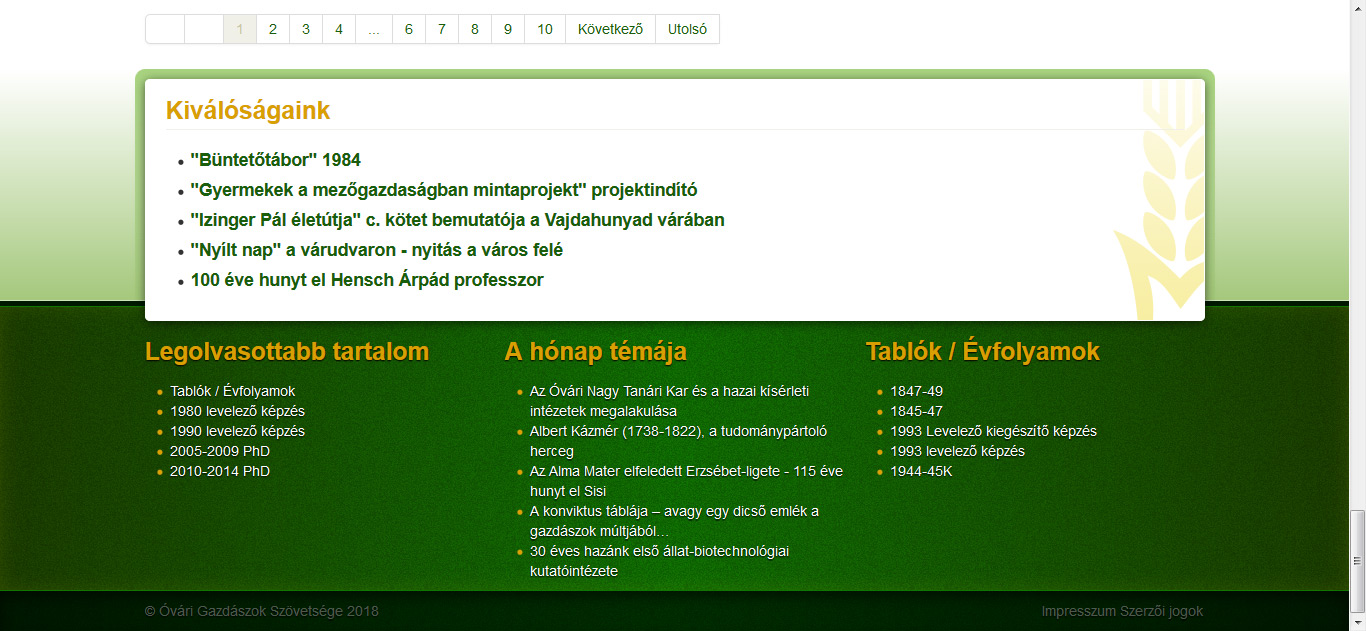 1 2 3 4 ... 6 7 8 9 10 Következő Utolsó
Kiválóságaink
"Büntetőtábor" 1984
"Gyermekek a mezőgazdaságban mintaprojekt" projektindító
"Izinger Pál életútja" c. kötet bemutatója a Vajdahunyad várában
"Nyílt nap" a várudvaron - nyitás a város felé
100 éve hunyt el Hensch Árpád professzor
Legolvasottabb tartalom
Tablók / Évfolyamok
1980 levelező képzés
1990 levelező képzés
2005-2009 PhD
2010-2014 PhD
A hónap témája
Az Óvári Nagy Tanári Kar és a hazai kísérleti
intézetek megalakulása
Albert Kázmér (1738-1822), a tudománypártoló
herceg
Az Alma Mater elfeledett Erzsébet-ligete - 115 éve
hunyt el Sisi
A konviktus táblája – avagy egy dicső emlék a
gazdászok múltjából…
30 éves hazánk első állat-biotechnológiai
kutatóintézete
Tablók / Évfolyamok
1847-49
1845-47
1993 Levelező kiegészítő képzés
1993 levelező képzés
1944-45K
© Óvári Gazdászok Szövetsége 2018
Impresszum Szerzői jogok